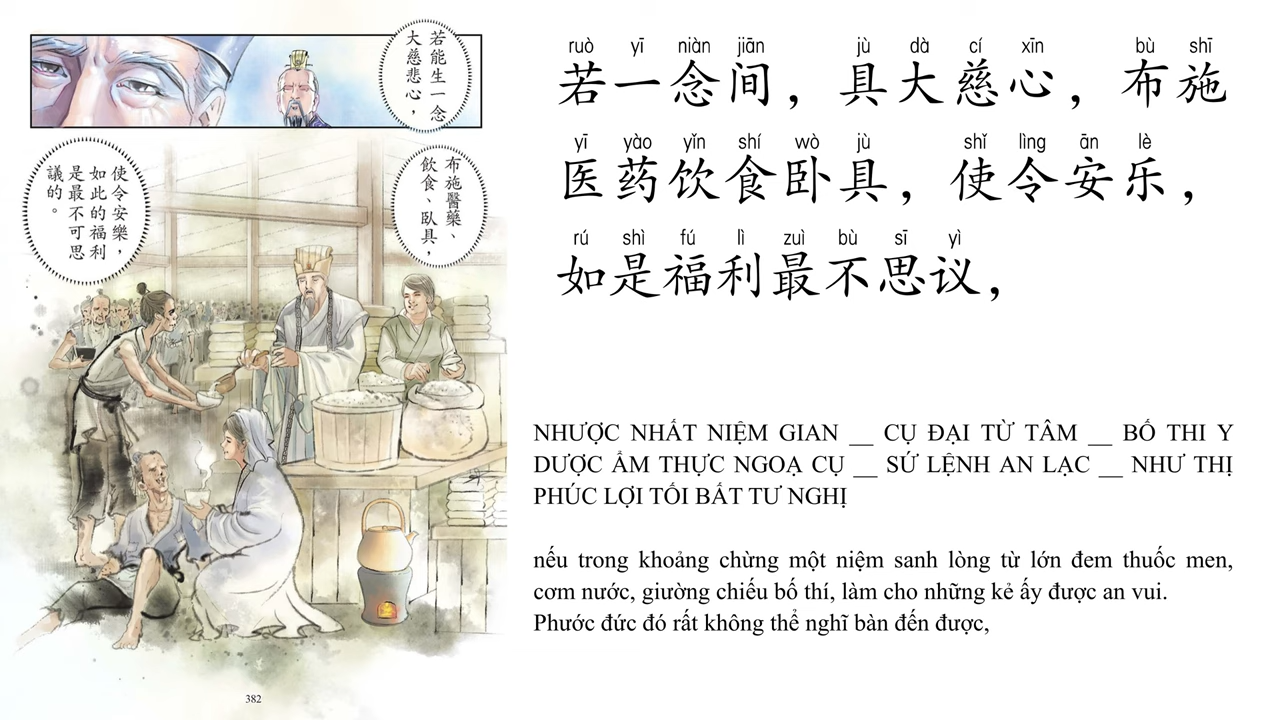 若能生一念
大慈悲心，
布施醫藥、
飲食、臥具，
使令安樂，
如此的福利
是最不可思
議的。
382
ruò yī niàn jiān jù dà cí xīn bù shī
若一念间，具大慈心，布施
yī yào yǐn shí wò jù shǐ lìng ān lè
医药饮食卧具，使令安乐，
rú shì fú lì zuì bù sī yì
如是福利最不思议，
NHƯỢC NHẤT NIỆM GIAN __ CỤ ĐẠI TỪ TÂM __ BỐ THI Y
DƯỢC ẨM THỰC NGOẠ CỤ __ SỨ LỆNH AN LẠC __ NHƯ THỊ
PHÚC LỢI TỐI BẤT TƯ NGHỊ
nếu trong khoảng chừng một niệm sanh lòng từ lớn đem thuốc men,
cơm nước, giường chiếu bố thí, làm cho những kẻ ấy được an vui.
Phước đức đó rất không thể nghĩ bàn đến được,